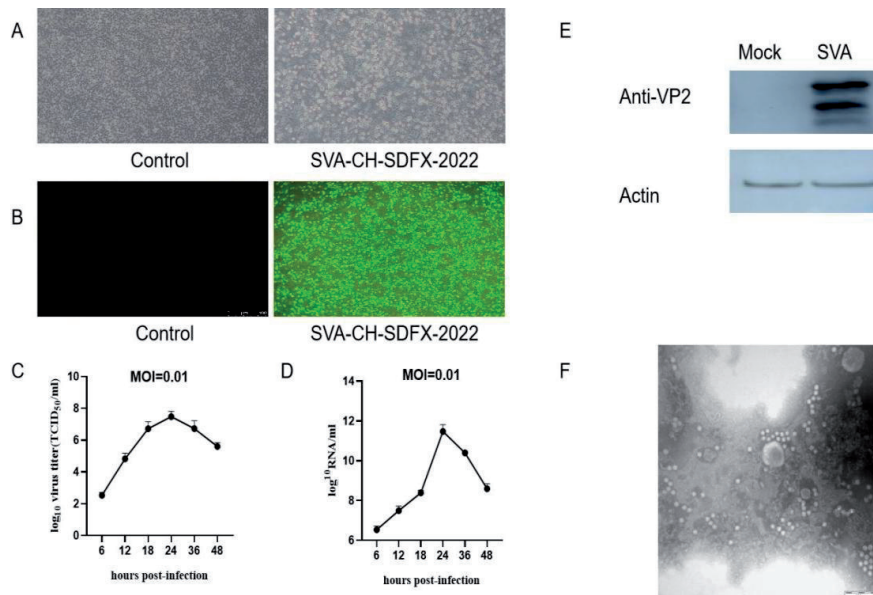 A
Control
SVA-CH-SDFX-2022
B
Control
SVA-CH-SDFX-2022
C
MOI=0.01
log10 virus titer(TCID50/ml)
10
8
6
4
2
0
6 12 18 24 36 48
hours post-infection
D
MOI=0.01
log10RNA/ml
14
12
10
8
6
6 12 18 24 36 48
hours post-infection
E
Mock SVA
Anti-VP2
Actin
F